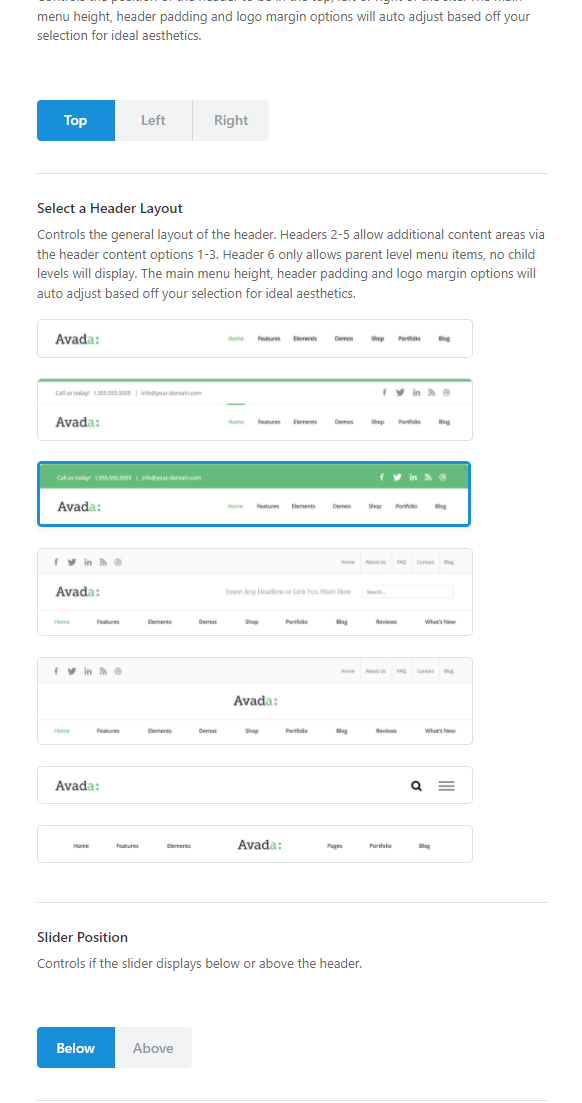 menu height, header padding and logo margin options will auto adjust based off your
selection for ideal aesthetics.
Top Left Right
Select a Header Layout
Controls the general layout of the header. Headers 2-5 allow additional content areas via
the header content options 1-3. Header 6 only allows parent level menu items, no child
levels will display. The main menu height, header padding and logo margin options will
auto adjust based off your selection for ideal aesthetics.
Avada: Home Features Elements Demos Shop Portfolio Blog
Call us today! 1.555.555.5555 | info@your-domain.com
Avada: Home Features Elements Demos Shop Portfolio Blog
Call us today! 1.555.555.5555 | info@your-domain.com
Avada: Home Features Elements Demos Shop Portfolio Blog
Home About Us FAQ Contact Blog
Avada: Insert Any Headline or Link You Want Here Search...
Home Features Elements Demos Shop Portfolio Blog Reviews What's New
Home About Us FAQ Contact Blog
Avada:
Home Features Elements Demos Shop Portfolio Blog Reviews What's New
Avada:
Home Features Elements Avada: Pages Portfolio Blog
Slider Position
Controls if the slider displays below or above the header.
Below Above